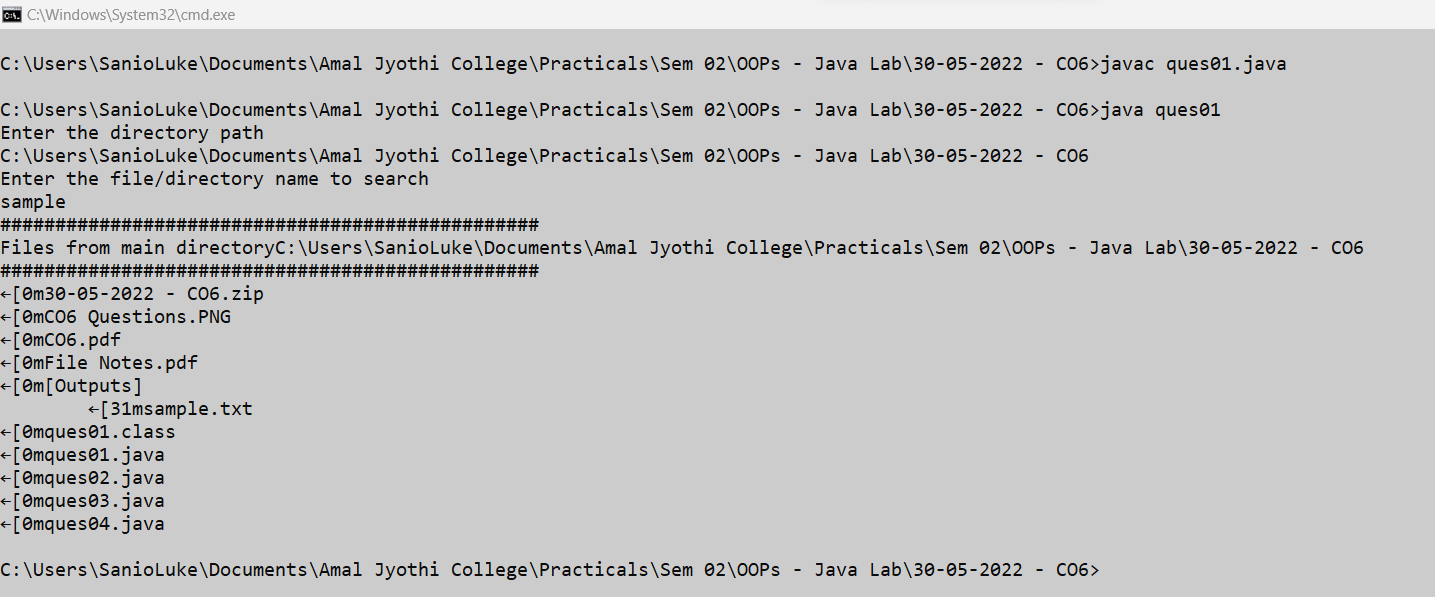 C:\Windows\System32\cmd.exe
C:\Users\SanioLuke\Documents\Amal Jyothi College\Practicals\Sem 02\OOPs - Java Lab\30-05-2022 - CO6>javac ques01.java
C:\Users\SanioLuke\Documents\Amal Jyothi College\Practicals\Sem 02\OOPs - Java Lab\30-05-2022 - CO6>java ques01
Enter the directory path
C:\Users\SanioLuke\Documents\Amal Jyothi College\Practicals\Sem 02\OOPs - Java Lab\30-05-2022 - CO6
Enter the file/directory name to search
sample
#################################################
Files from main directoryC:\Users\SanioLuke\Documents\Amal Jyothi College\Practicals\Sem 02\OOPs - Java Lab\30-05-2022 - CO6
#################################################
←[0m30-05-2022 - CO6.zip
←[0mCO6 Questions.PNG
←[0mCO6.pdf
←[0mFile Notes.pdf
←[0m[Outputs]
        ←[31msample.txt
←[0mques01.class
←[0mques01.java
←[0mques02.java
←[0mques03.java
←[0mques04.java
C:\Users\SanioLuke\Documents\Amal Jyothi College\Practicals\Sem 02\OOPs - Java Lab\30-05-2022 - CO6>